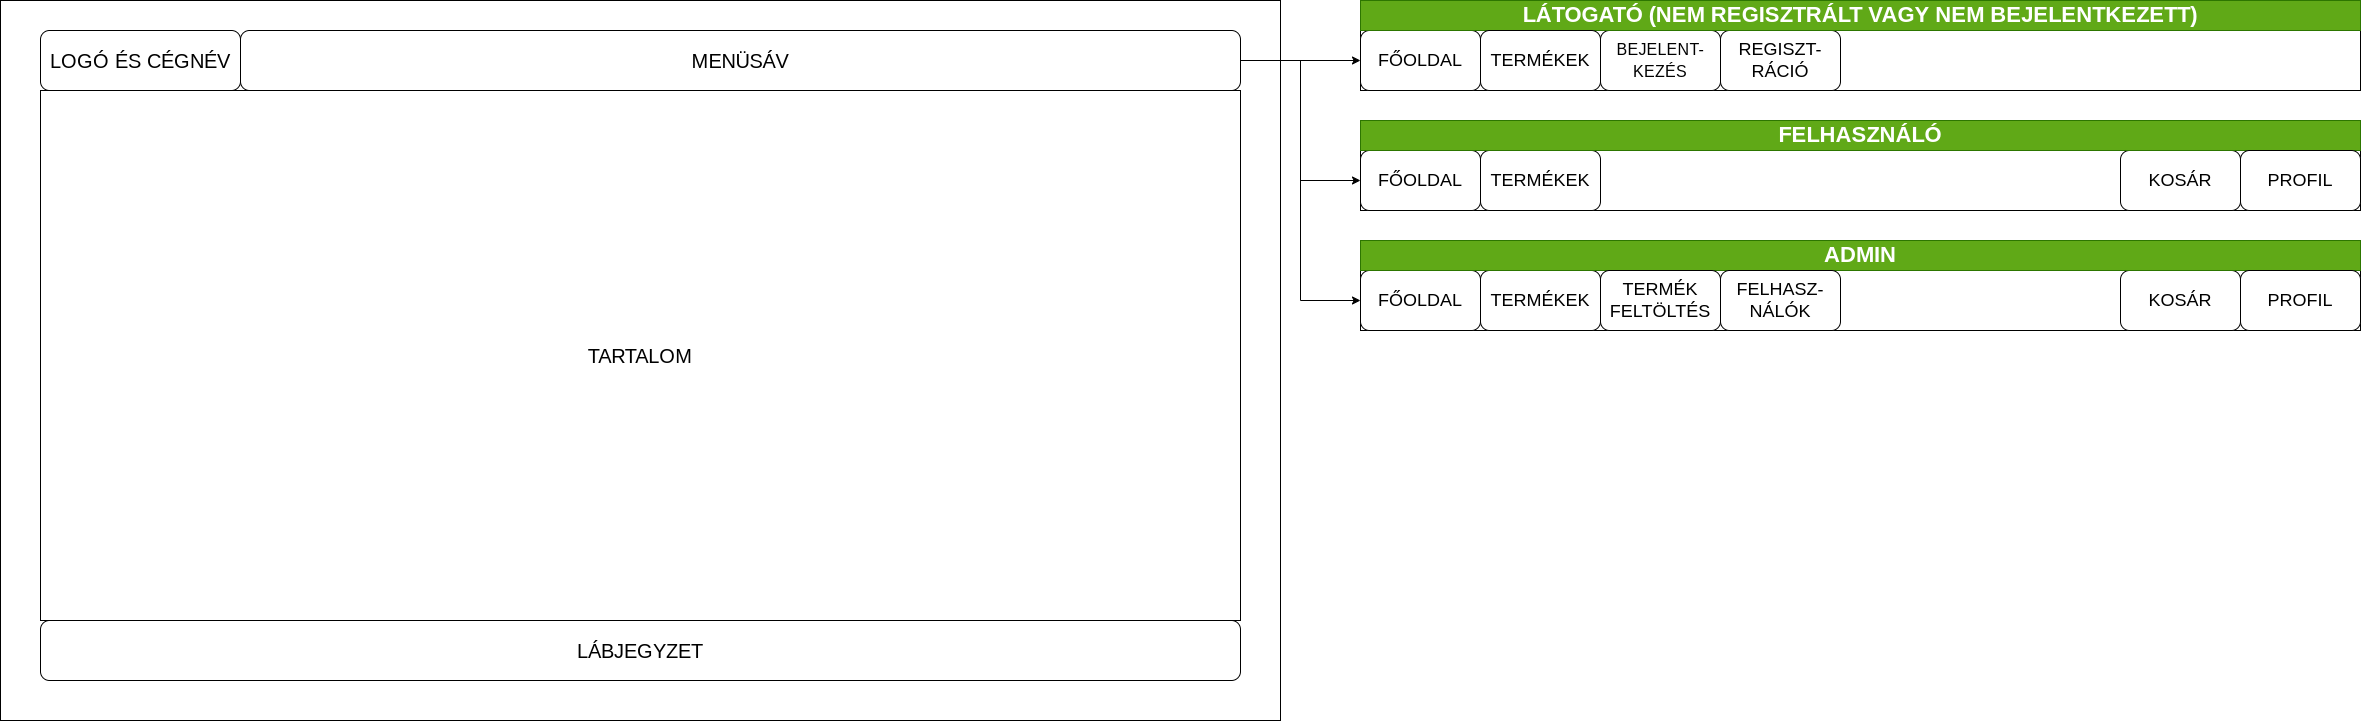 LOGÓ ÉS CÉGNÉV
MENÜSÁV
TARTALOM
LÁBJEGYZET
LÁTOGATÓ (NEM REGISZTRÁLT VAGY NEM BEJELENTKEZETT)
FŐOLDAL
TERMÉKEK
BEJELENT-
KEZÉS
REGISZT-
RÁCIÓ
FELHASZNÁLÓ
FŐOLDAL
TERMÉKEK
KOSÁR
PROFIL
ADMIN
FŐOLDAL
TERMÉKEK
TERMÉK
FELTÖLTÉS
FELHASZ-
NÁLÓK
KOSÁR
PROFIL